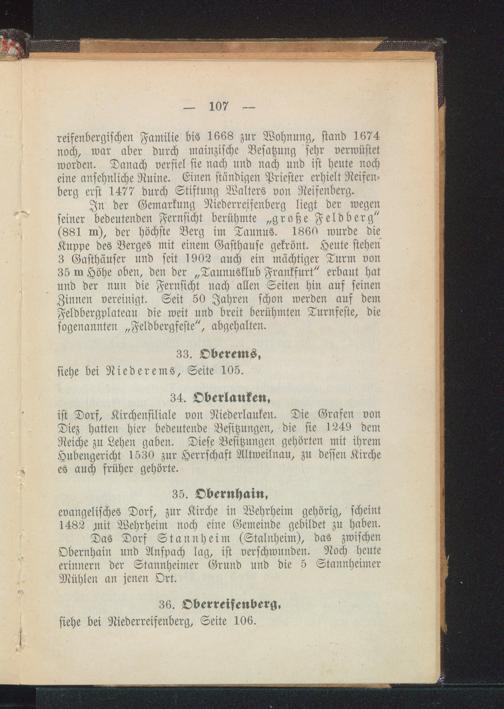 — 107 —
reifenbergischen Familie bis 1668 zur Wohnung, stand 1674
noch, war aber durch mainzische Besatzung sehr verwüstet
worden. Danach verfiel sie nach und nach und ist heute noch
eine ansehnliche Ruine. Einen ständigen Priester erhielt Reifen-
berg erst 1477 durch Stiftung Walters von Reifenberg.
In der Gemarkung Niederreifenberg liegt der wegen
seiner bedeutenden Fernsicht berühmte „große Feldberg“
(881 m), der höchste Berg im Taunus. 1860 wurde die
Kuppe des Berges mit einem Gasthause gekrönt. Heute stehen
3 Gasthäuser und seit 1902 auch ein mächtiger Turm von
35 m Höhe oben, den der „Taunusklub Frankfurt“ erbaut hat
und der nun die Fernsicht nach allen Seiten hin auf seinen
Zinnen vereinigt. Seit 50 Jahren schon werden auf dem
Feldbergplateau die weit und breit berühmten Turnfeste, die
sogenannten „Feldbergfeste“, abgehalten.
33. Oberems,
siehe bei Niederems, Seite 105.
34. Oberlauken,
ist Dorf, Kirchenfiliale von Niederlauken. Die Grafen von
Diez hatten hier bedeutende Besitzungen, die sie 1249 dem
Reiche zu Lehen gaben. Diese Besitzungen gehörten mit ihrem
Hubengericht 1530 zur Herrschaft Altweilnau, zu dessen Kirche
es auch früher gehörte.
35. Obernhain,
evangelisches Dorf, zur Kirche in Wehrheim gehörig, scheint
1482 mit Wehrheim noch eine Gemeinde gebildet zu haben.
Das Dorf Stannheim (Stalnheim), das zwischen
Obernhain und Anspach lag, ist verschwunden. Noch heute
erinnern der Stannheimer Grund und die 5 Stannheimer
Mühlen an jenen Ort.
36. Oberreifenberg,
siehe bei Niederreifenberg, Seite 106.